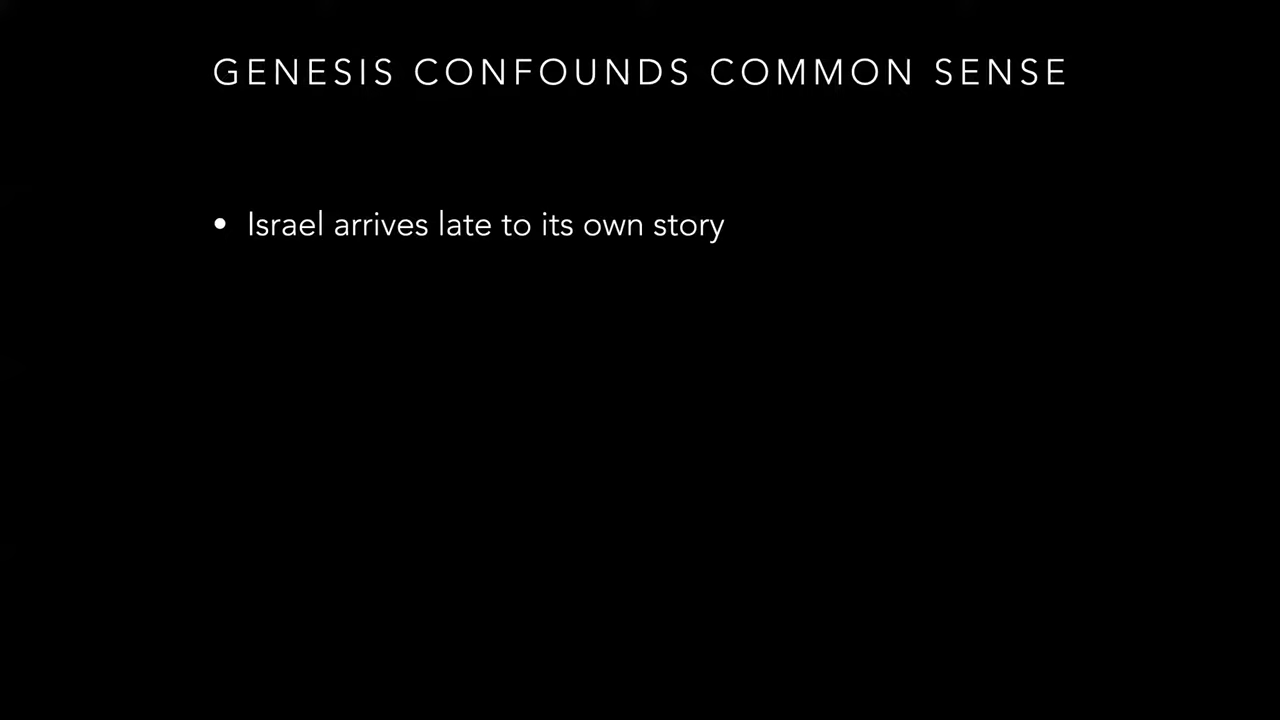 GENESIS CONFOUNDS COMMON SENSE
• Israel arrives late to its own story